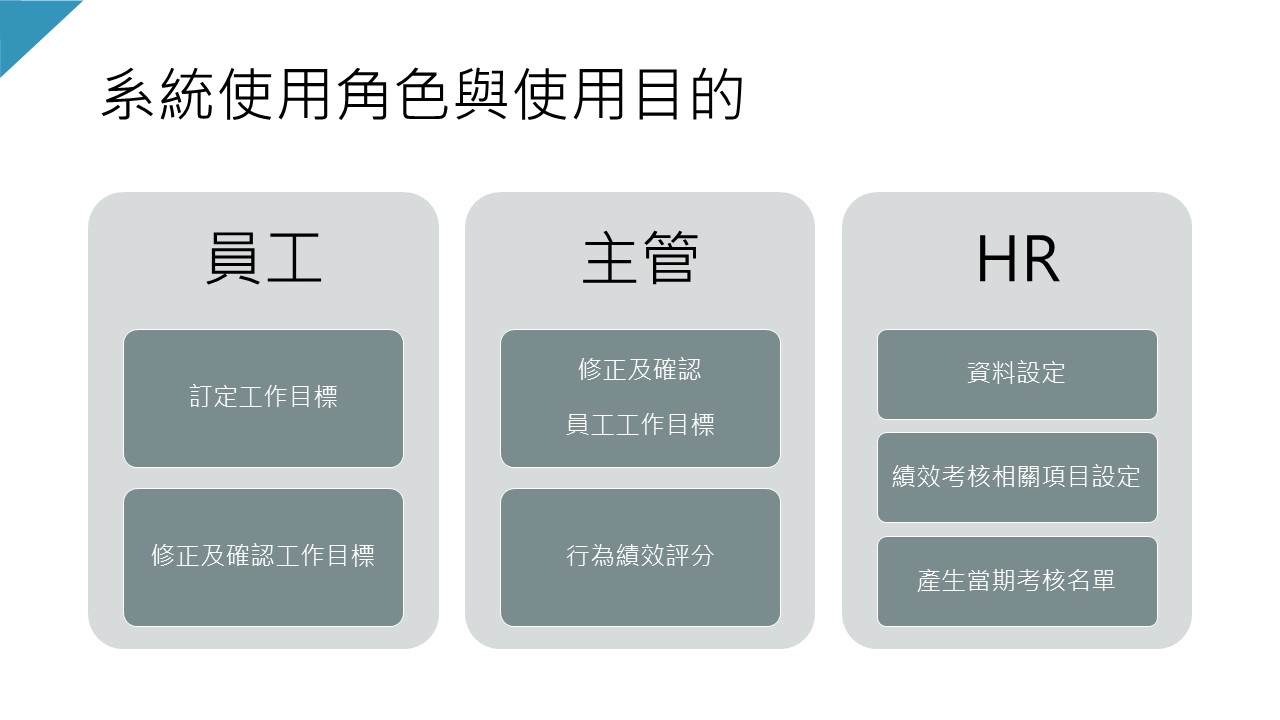 系統使用角色與使用目的
員工
訂定工作目標
修正及確認工作目標
主管
修正及確認
員工工作目標
行為績效評分
HR
資料設定
績效考核相關項目設定
產生當期考核名單